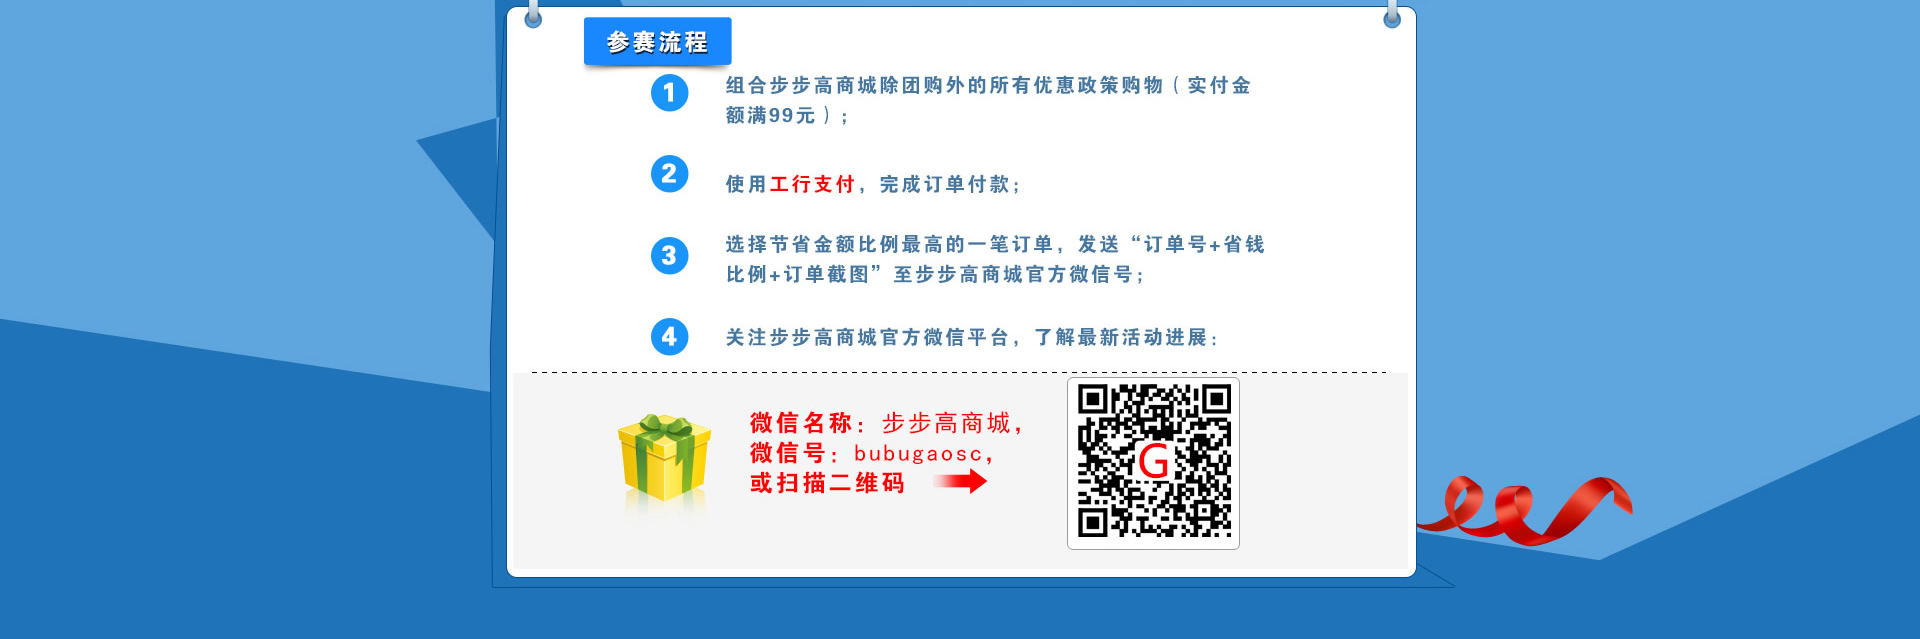 参赛流程
1
组合步步高商城除团购外的所有优惠政策购物（实付金
额满99元）；
2
使用工行支付，完成订单付款；
3
选择节省金额比例最高的一笔订单，发送“订单号+省钱
比例+订单截图”至步步高商城官方微信号；
4
关注步步高商城官方微信平台，了解最新活动进展：
微信名称：步步高商城，
微信号：bubugaosc，
或扫描二维码
G